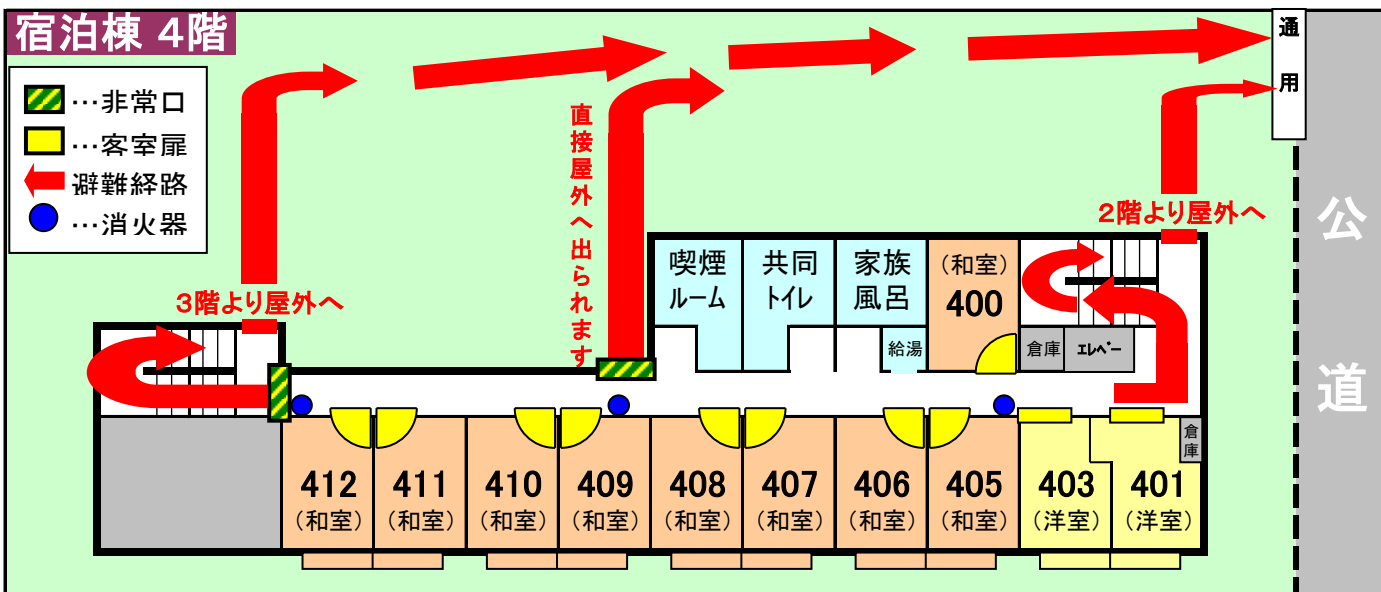 宿泊棟 4階
…非常口
…客室扉
避難経路
…消火器
通用
公道
直接屋外へ出られます
2階より屋外へ
3階より屋外へ
喫煙
ルーム
共同
トイレ
家族
風呂
給湯
(和室)
400
倉庫
エレベー
倉庫
412
(和室)
411
(和室)
410
(和室)
409
(和室)
408
(和室)
407
(和室)
406
(和室)
405
(和室)
403
(洋室)
401
(洋室)